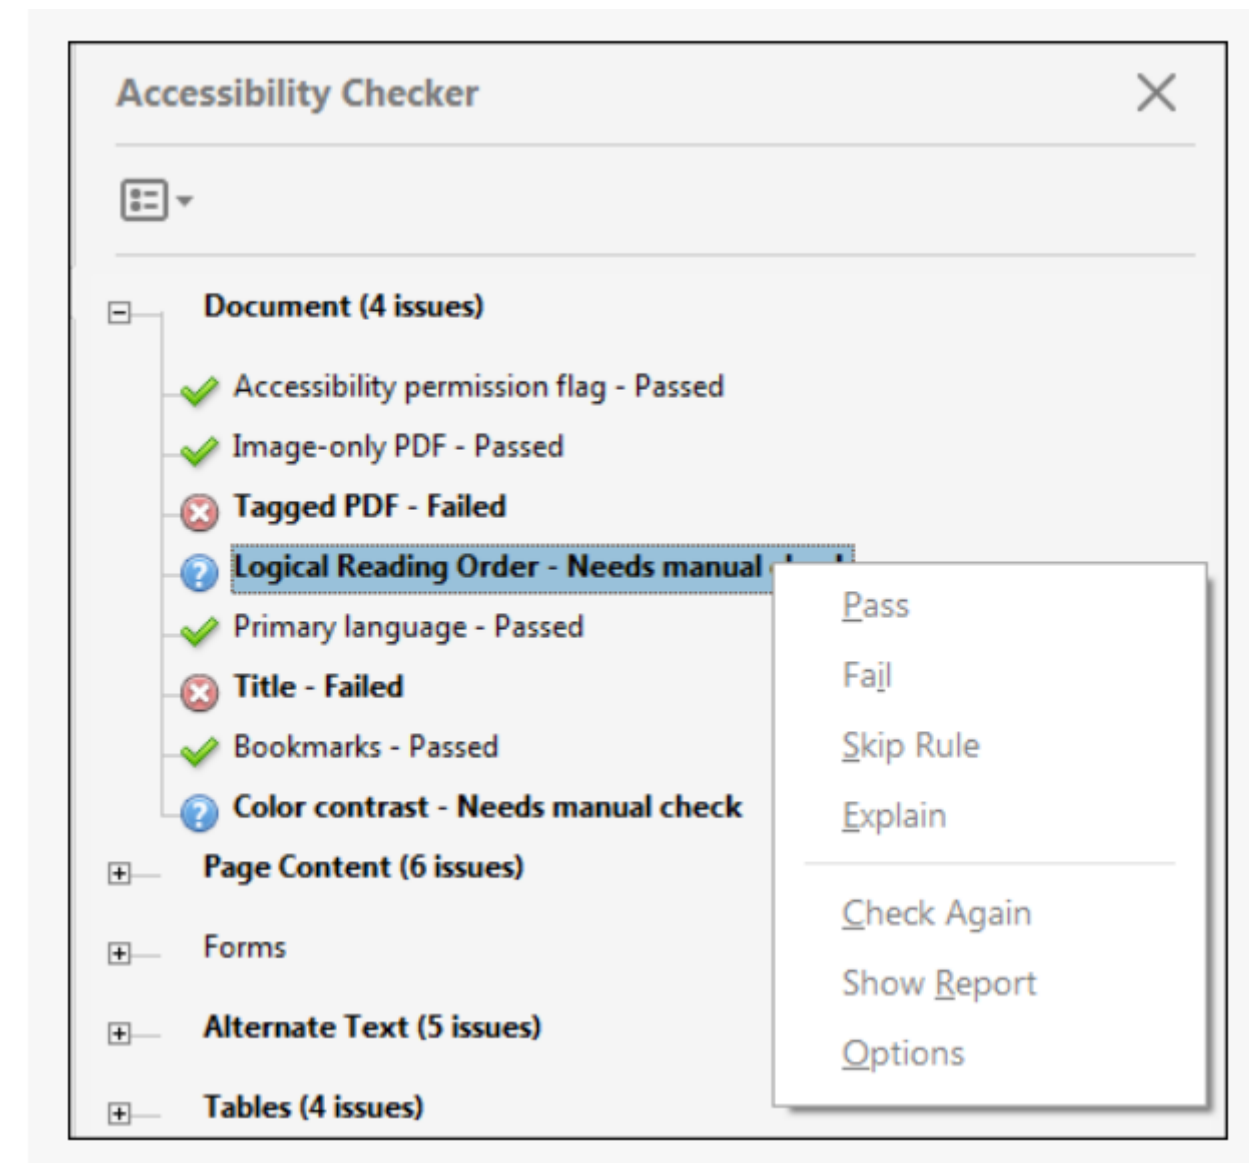 Accessibility Checker
Document (4 issues)
Accessibility permission flag - Passed
Image-only PDF - Passed
Tagged PDF - Failed
Logical Reading Order - Needs manual
Primary language - Passed
Title - Failed
Bookmarks - Passed
Color contrast - Needs manual check
Page Content (6 issues)
Forms
Alternate Text (5 issues)
Tables (4 issues)
Pass
Fail
Skip Rule
Explain
Check Again
Show Report
Options